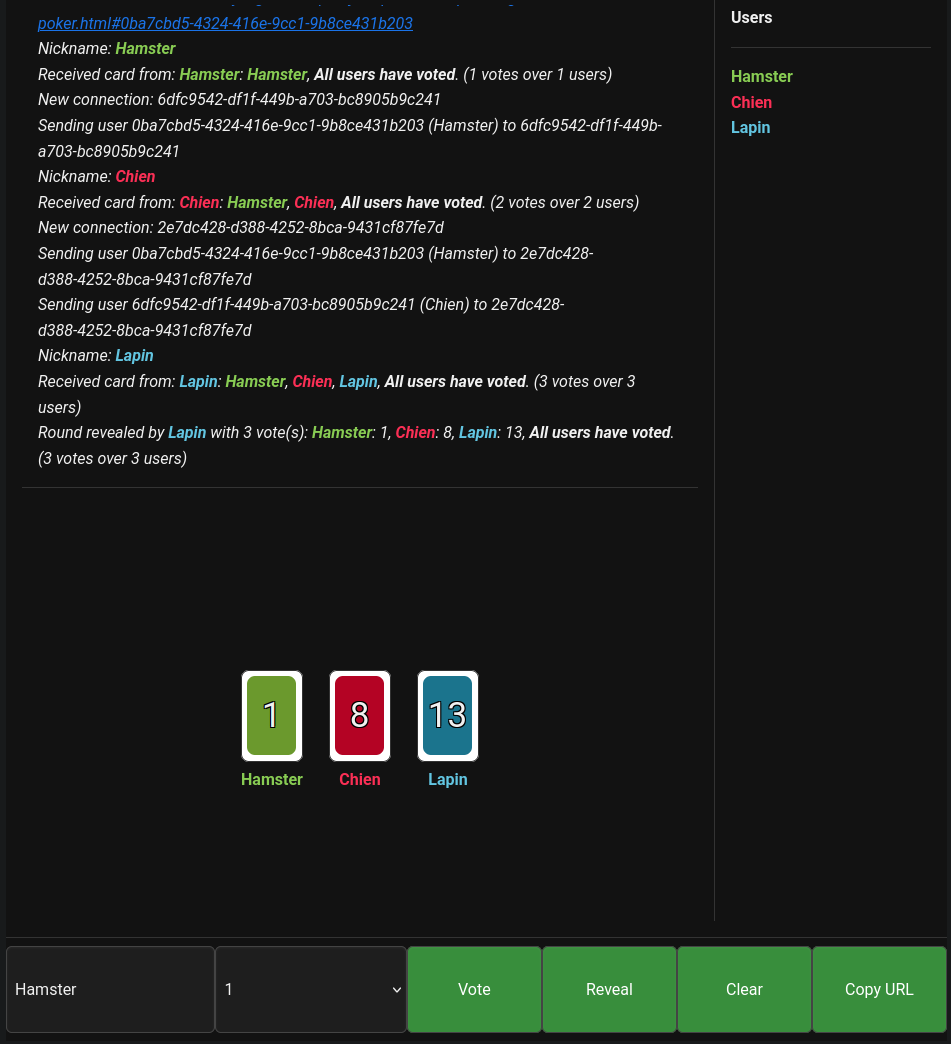 poker.html#0ba7cbd5-4324-416e-9cc1-9b8ce431b203
Nickname: Hamster
Received card from: Hamster: Hamster, All users have voted. (1 votes over 1 users)
New connection: 6dfc9542-df1f-449b-a703-bc8905b9c241
Sending user 0ba7cbd5-4324-416e-9cc1-9b8ce431b203 (Hamster) to 6dfc9542-df1f-449b-
a703-bc8905b9c241
Nickname: Chien
Received card from: Chien: Hamster, Chien, All users have voted. (2 votes over 2 users)
New connection: 2e7dc428-d388-4252-8bca-9431cf87fe7d
Sending user 0ba7cbd5-4324-416e-9cc1-9b8ce431b203 (Hamster) to 2e7dc428-
d388-4252-8bca-9431cf87fe7d
Sending user 6dfc9542-df1f-449b-a703-bc8905b9c241 (Chien) to 2e7dc428-
d388-4252-8bca-9431cf87fe7d
Nickname: Lapin
Received card from: Lapin: Hamster, Chien, Lapin, All users have voted. (3 votes over 3
users)
Round revealed by Lapin with 3 vote(s): Hamster: 1, Chien: 8, Lapin: 13, All users have voted.
(3 votes over 3 users)
Users
Hamster
Chien
Lapin
1 8 13
Hamster Chien Lapin
Hamster 1 Vote Reveal Clear Copy URL